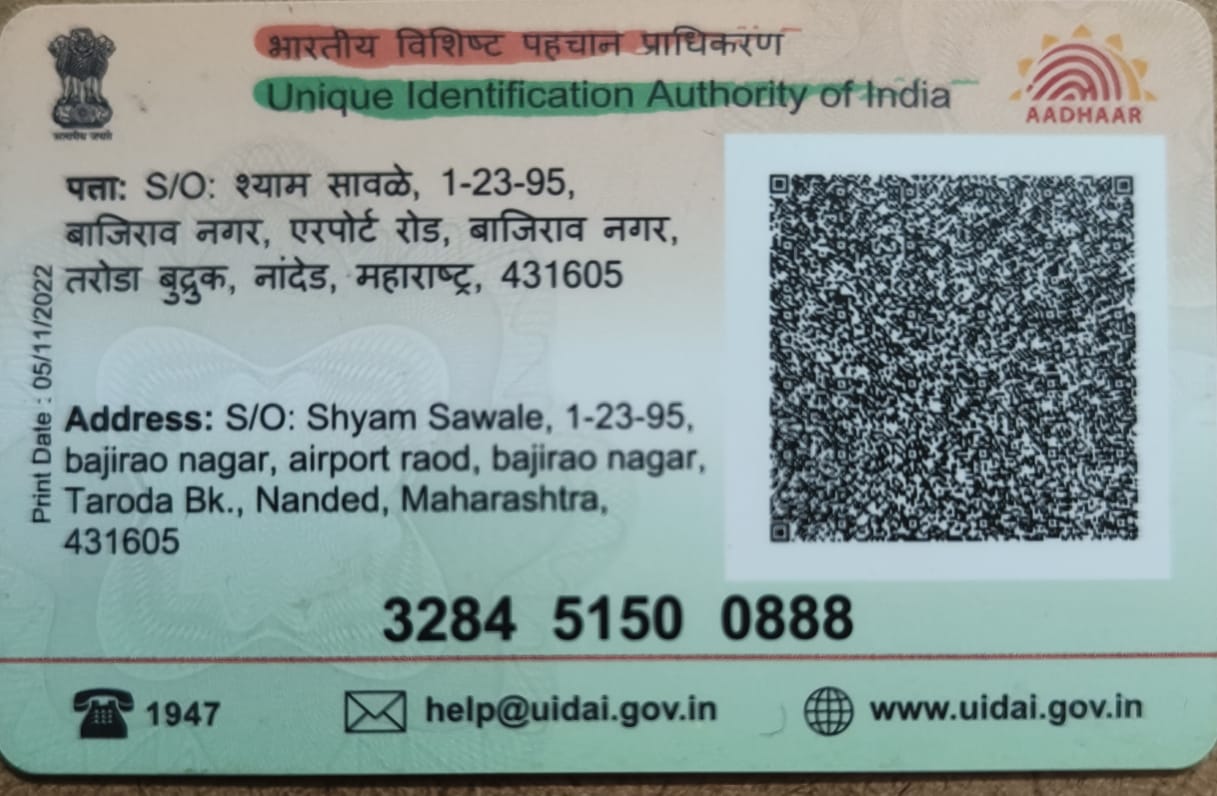 भारतीय विशिष्ट पहचान प्राधिकरण
Unique Identification Authority of India
AADHAAR
सत्यमेव जयते
पता: S/O: श्याम सावळे, 1-23-95,
बाजिराव नगर, एरपोर्ट रोड, बाजिराव नगर,
तरोडा बुद्रुक, नांदेड, महाराष्ट्र, 431605
Print Date : 05/11/2022
Address: S/O: Shyam Sawale, 1-23-95,
bajirao nagar, airport raod, bajirao nagar,
Taroda Bk., Nanded, Maharashtra,
431605
3284 5150 0888
1947
help@uidai.gov.in
www.uidai.gov.in